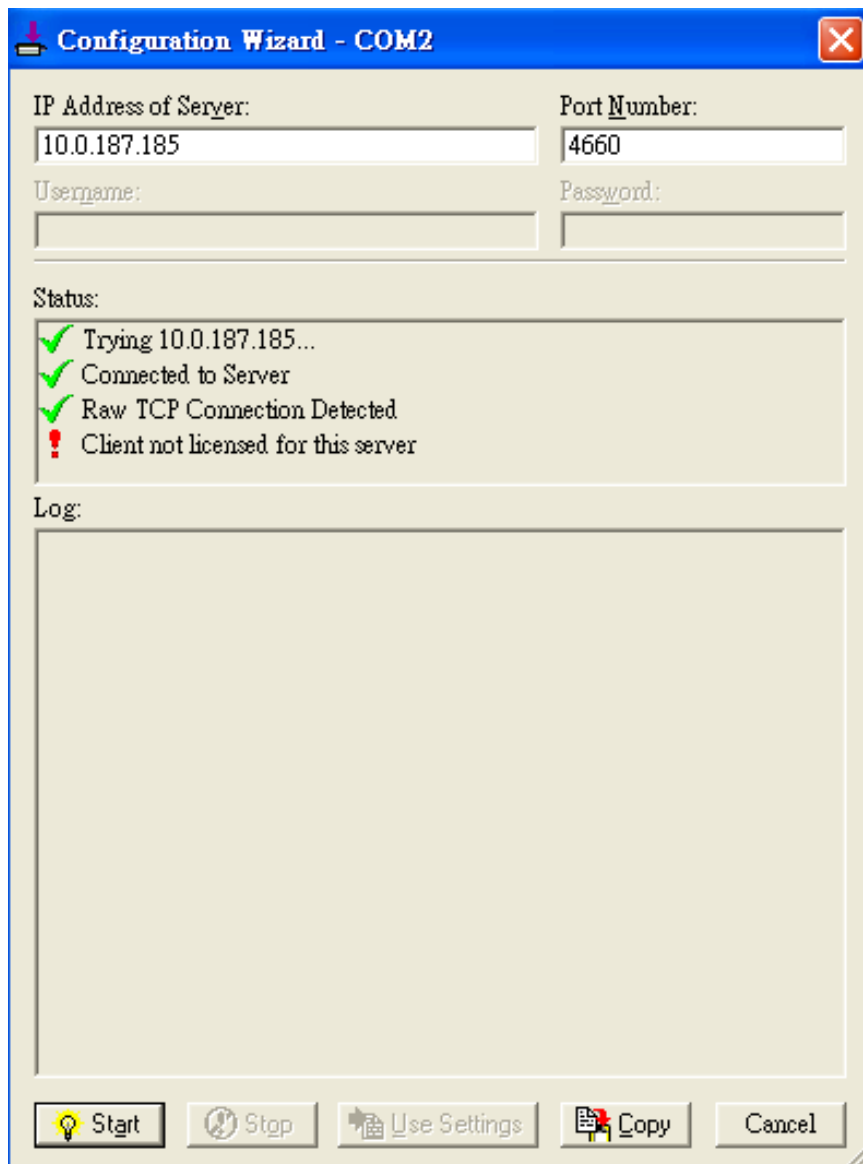 Configuration Wizard - COM2
IP Address of Server: Port Number:
10.0.187.185 4660
Username: Password:
Status:
Trying 10.0.187.185...
Connected to Server
Raw TCP Connection Detected
Client not licensed for this server
Log:
Start Stop Use Settings Copy Cancel